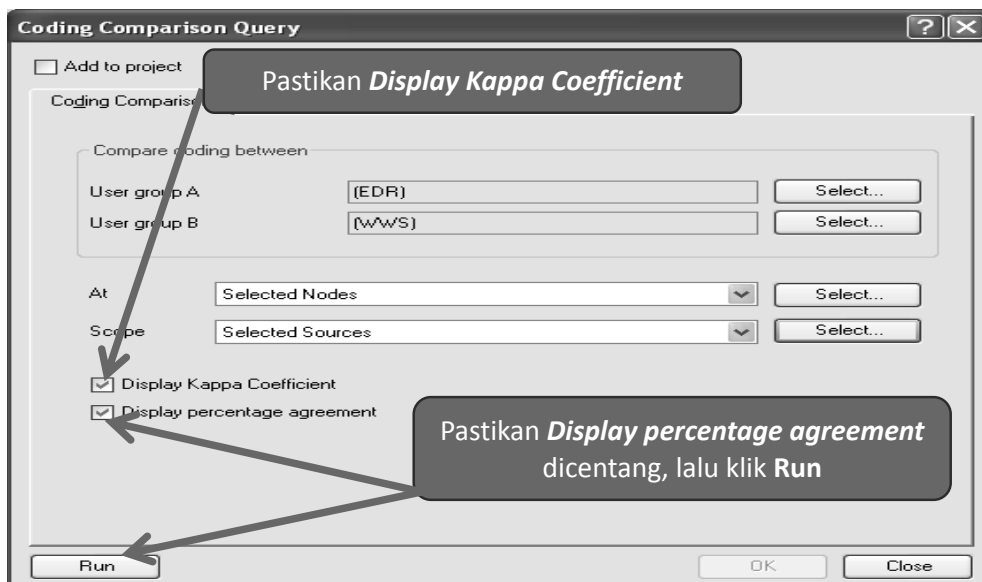 Coding Comparison Query
Add to project
Pastikan Display Kappa Coefficient
Coding Comparis
Compare coding between
User group A (EDR) Select...
User group B (WWS) Select...
At Selected Nodes Select...
Scope Selected Sources Select...
Display Kappa Coefficient
Display percentage agreement
Pastikan Display percentage agreement
dicentang, lalu klik Run
Run OK Close